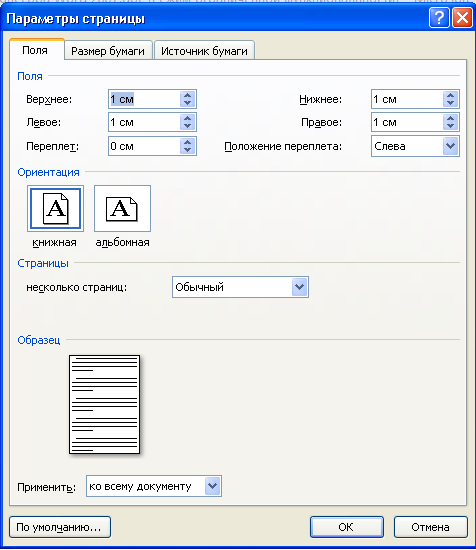 Параметры страницы
Поля Размер бумаги Источник бумаги
Поля
Верхнее: 1 см Нижнее: 1 см
Левое: 1 см Правое: 1 см
Переплет: 0 см Положение переплета: Слева
Ориентация
A A
книжная альбомная
Страницы
несколько страниц: Обычный
Образец
Применить: ко всему документу
По умолчанию... ОК Отмена